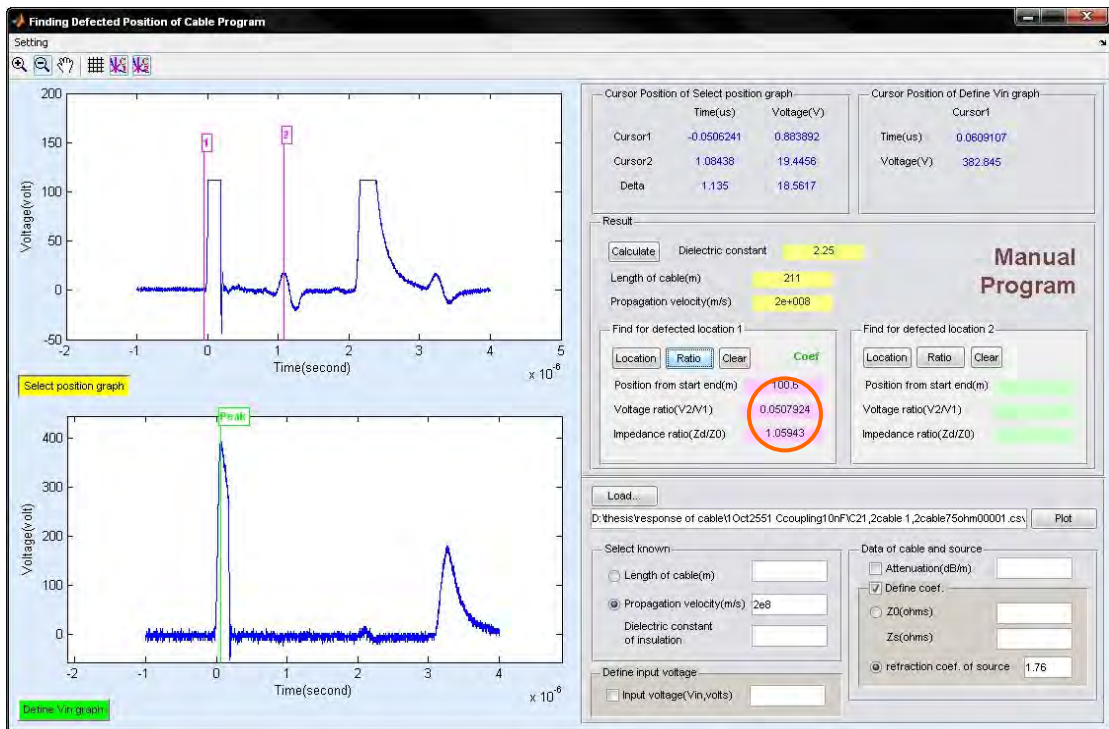 Finding Defected Position of Cable Program
Setting
200
150
100
50
0
-50
-2 -1 0 1 2 3 4 5
1
2
Voltage(volt)
Time(second)
x 10-6
Select position graph
400
300
200
100
0
-2 -1 0 1 2 3 4 5
Peak
Voltage(volt)
Time(second)
x 10-6
Define Vin graph
Cursor Position of Select position graph
Time(us) Voltage(V)
Cursor1 -0.0506241 0.883892
Cursor2 1.08438 19.4456
Delta 1.135 18.5617
Cursor Position of Define Vin graph
Cursor1
Time(us) 0.0609107
Voltage(V) 382.845
Result
Calculate Dielectric constant 2.25
Length of cable(m) 211
Propagation velocity(m/s) 2e+008
Manual
Program
Find for defected location 1
Location Ratio Clear Coef
Position from start end(m) 100.6
Voltage ratio(V2/V1) 0.0507924
Impedance ratio(Zd/Z0) 1.05943
Find for defected location 2
Location Ratio Clear
Position from start end(m)
Voltage ratio(V2/V1)
Impedance ratio(Zd/Z0)
Load...
D:\thesis\response of cable\1Oct2551 Ccoupling10nF\C21,2cable 1,2cable75ohm00001.csv Plot
Select known
Length of cable(m)
Propagation velocity(m/s) 2e8
Dielectric constant
of insulation
Define input voltage
Input voltage(Vin,volts)
Data of cable and source
Attenuation(dB/m)
Define coef.
Z0(ohms)
Zs(ohms)
refraction coef. of source 1.76